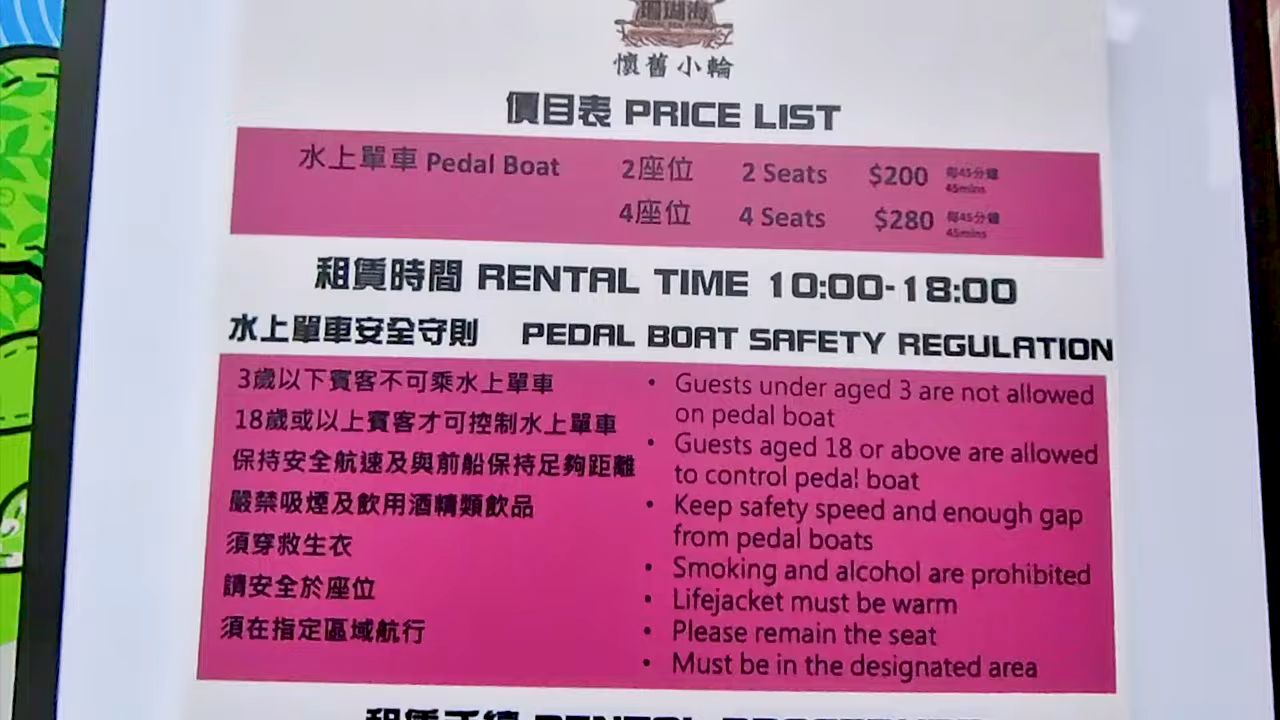 懷舊小輪
價目表 PRICE LIST
水上單車 Pedal Boat 2座位 2 Seats $200 每45分鐘 45mins
4座位 4 Seats $280 每45分鐘 45mins
租賃時間 RENTAL TIME 10:00-18:00
水上單車安全守則 PEDAL BOAT SAFETY REGULATION
3歲以下賓客不可乘水上單車
18歲或以上賓客才可控制水上單車
保持安全航速及與前船保持足夠距離
嚴禁吸煙及飲用酒精類飲品
須穿救生衣
請安全於座位
須在指定區域航行
• Guests under aged 3 are not allowed
on pedal boat
• Guests aged 18 or above are allowed
to control pedal boat
• Keep safety speed and enough gap
from pedal boats
• Smoking and alcohol are prohibited
• Lifejacket must be warm
• Please remain the seat
• Must be in the designated area